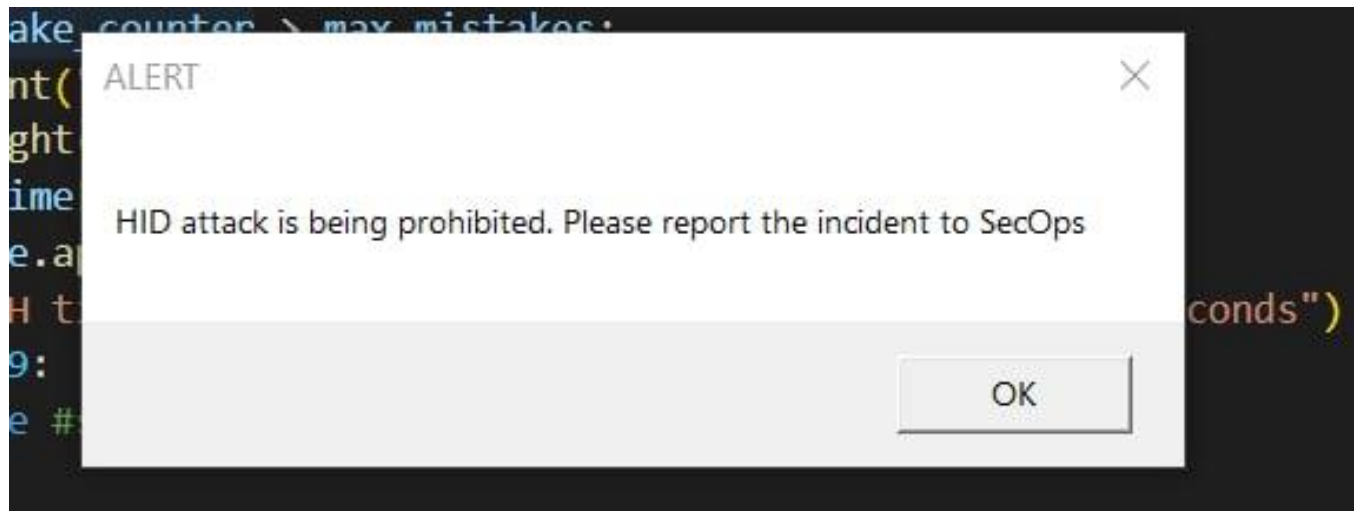 ake_counter > max_mistakes:
nt(
ALERT
ght
ime
HID attack is being prohibited. Please report the incident to SecOps
e.a
H t
conds")
9:
OK
e #